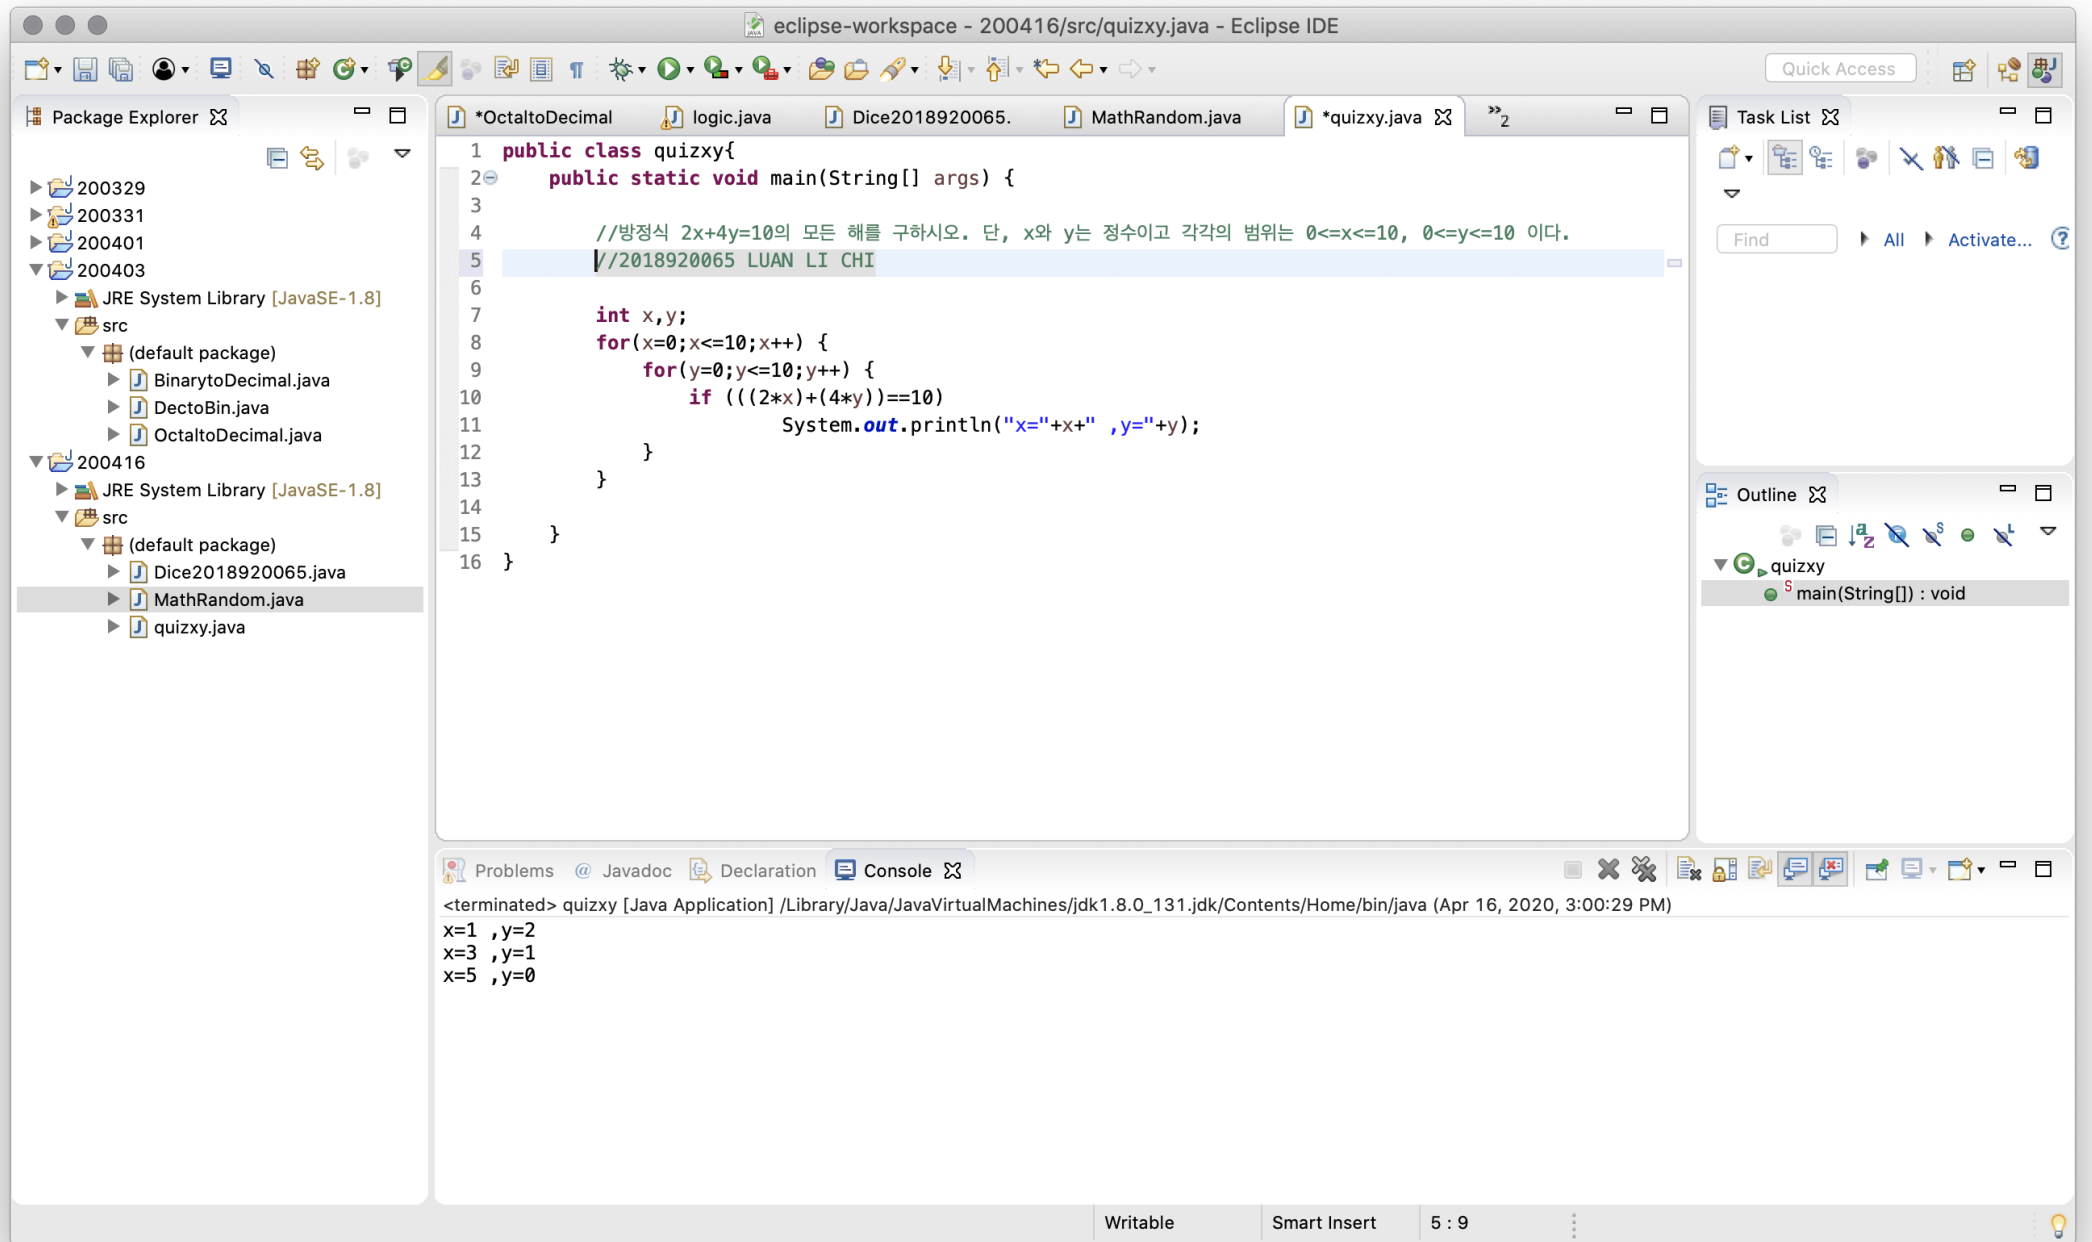 eclipse-workspace - 200416/src/quizxy.java - Eclipse IDE
Quick Access
Package Explorer
200329
200331
200401
200403
JRE System Library [JavaSE-1.8]
src
(default package)
BinarytoDecimal.java
DectoBin.java
OctaltoDecimal.java
200416
JRE System Library [JavaSE-1.8]
src
(default package)
Dice2018920065.java
MathRandom.java
quizxy.java
*OctaltoDecimal logic.java Dice2018920065. MathRandom.java *quizxy.java »2
1 public class quizxy{
2 public static void main(String[] args) {
3
4 //방정식 2x+4y=10의 모든 해를 구하시오. 단, x와 y는 정수이고 각각의 범위는 0<=x<=10, 0<=y<=10 이다.
5 //2018920065 LUAN LI CHI
6
7 int x,y;
8 for(x=0;x<=10;x++) {
9 for(y=0;y<=10;y++) {
10 if (((2*x)+(4*y))==10)
11 System.out.println("x="+x+" ,y="+y);
12 }
13 }
14
15 }
16 }
Task List
Find All Activate...
Outline
quizxy
main(String[]) : void
Problems @ Javadoc Declaration Console
<terminated> quizxy [Java Application] /Library/Java/JavaVirtualMachines/jdk1.8.0_131.jdk/Contents/Home/bin/java (Apr 16, 2020, 3:00:29 PM)
x=1 ,y=2
x=3 ,y=1
x=5 ,y=0
Writable Smart Insert 5 : 9